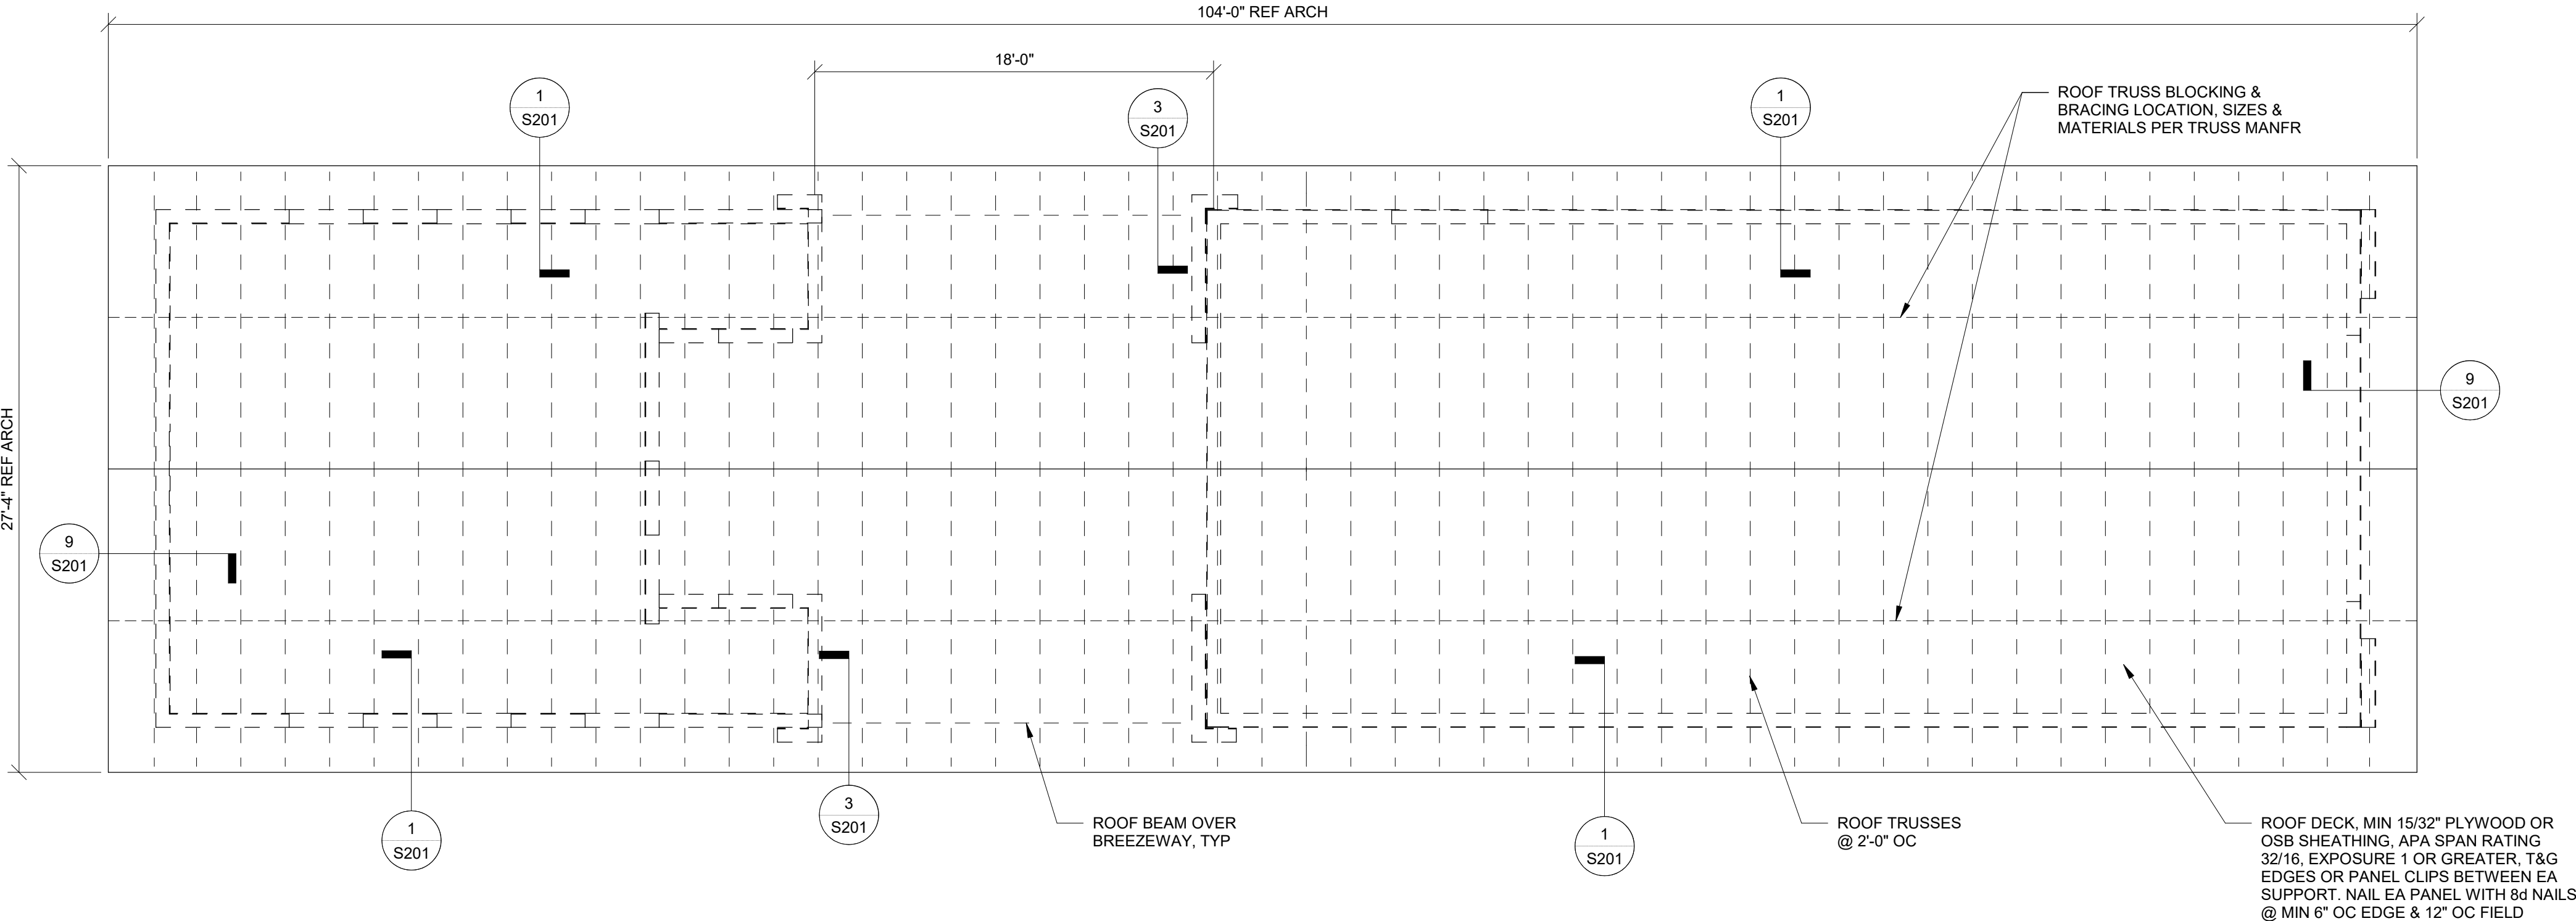 104'-0" REF ARCH
18'-0"
1
S201
3
S201
1
S201
ROOF TRUSS BLOCKING &
BRACING LOCATION, SIZES &
MATERIALS PER TRUSS MANFR
27'-4" REF ARCH
9
S201
9
S201
1
S201
3
S201
ROOF BEAM OVER
BREEZEWAY, TYP
1
S201
ROOF TRUSSES
@ 2'-0" OC
ROOF DECK, MIN 15/32" PLYWOOD OR
OSB SHEATHING, APA SPAN RATING
32/16, EXPOSURE 1 OR GREATER, T&G
EDGES OR PANEL CLIPS BETWEEN EA
SUPPORT. NAIL EA PANEL WITH 8d NAILS
@ MIN 6" OC EDGE & 12" OC FIELD